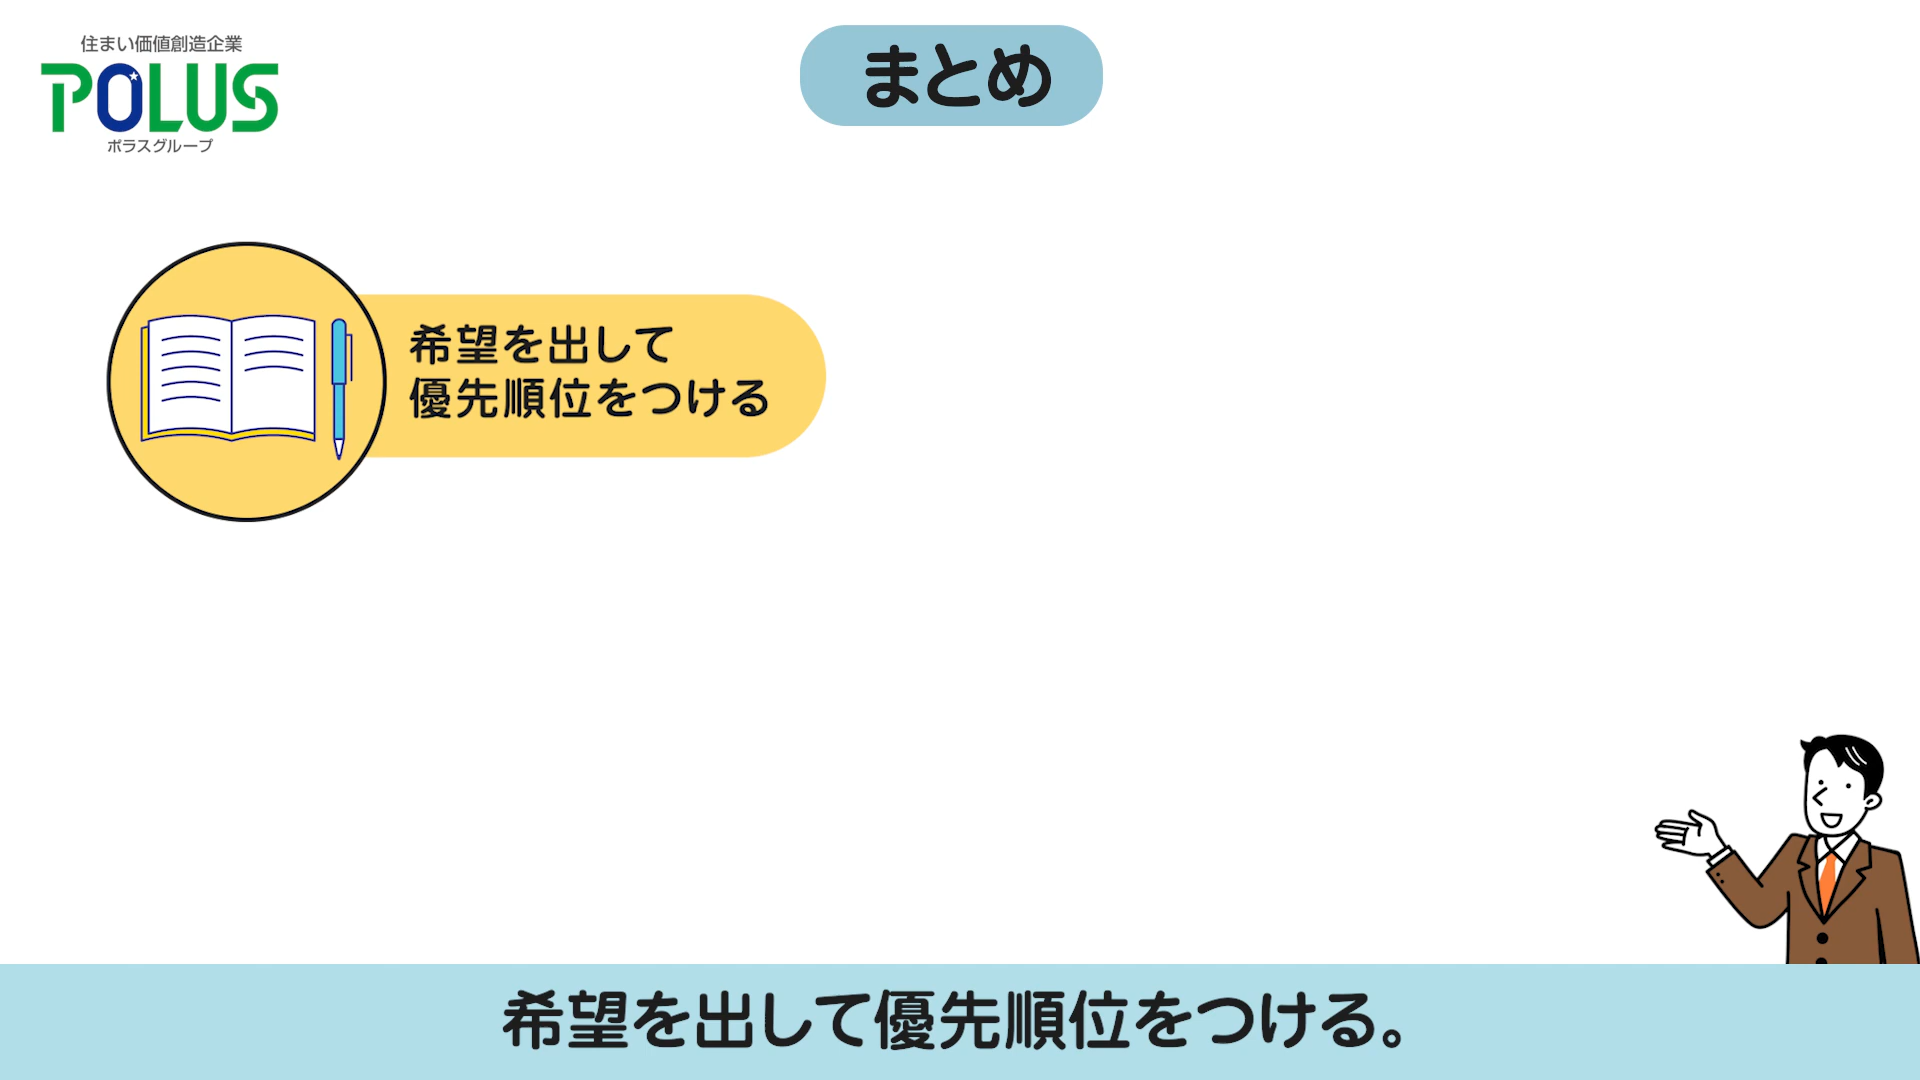 住まい価値創造企業
POLUS
ポラスグループ
まとめ
希望を出して
優先順位をつける
希望を出して優先順位をつける。